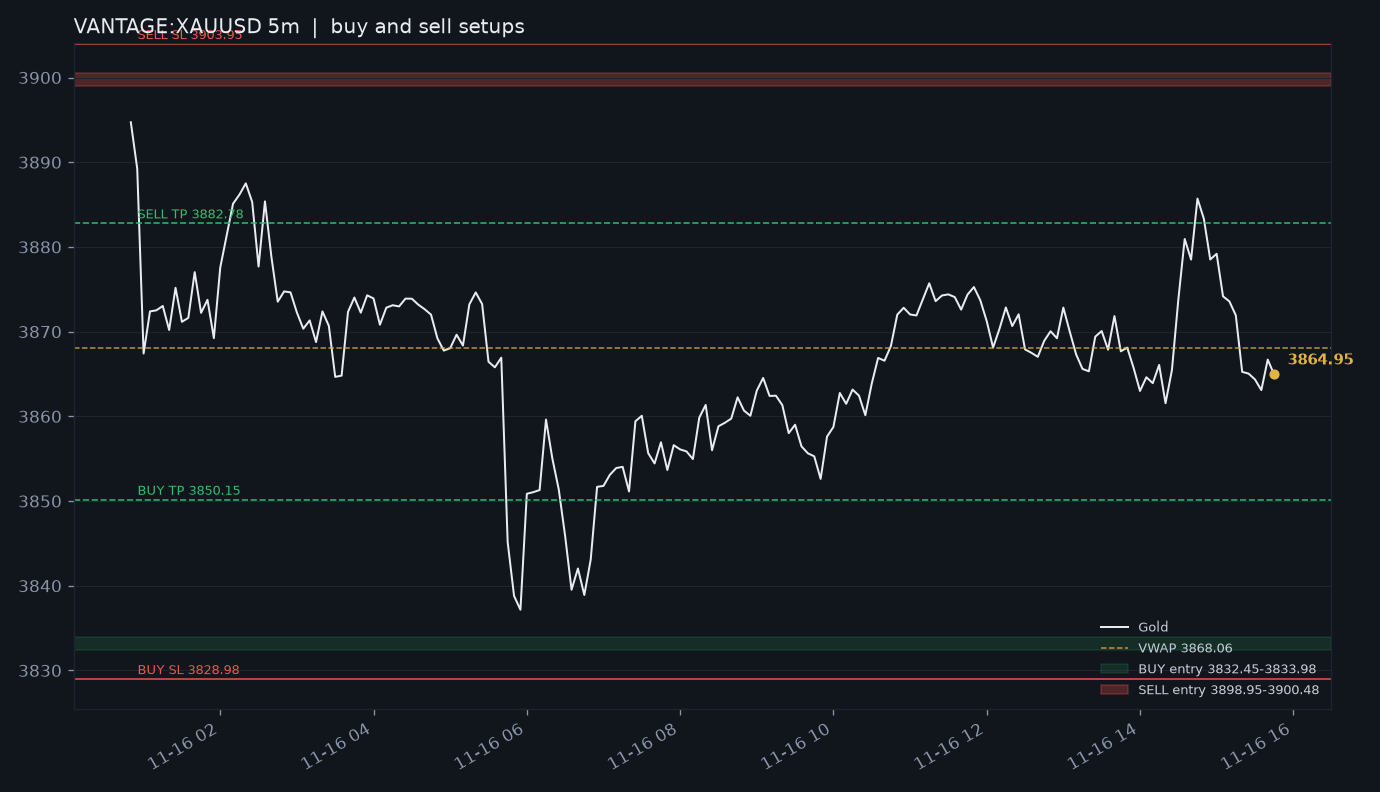 VANTAGE:XAUUSD 5m | buy and sell setups
SELL SL 3903.95
3900
3890
SELL TP 3882.78
3880
3870
3864.95
3860
BUY TP 3850.15
3850
3840
3830
BUY SL 3828.98
Gold
VWAP 3868.06
BUY entry 3832.45-3833.98
SELL entry 3898.95-3900.48
11-16 02
11-16 04
11-16 06
11-16 08
11-16 10
11-16 12
11-16 14
11-16 16